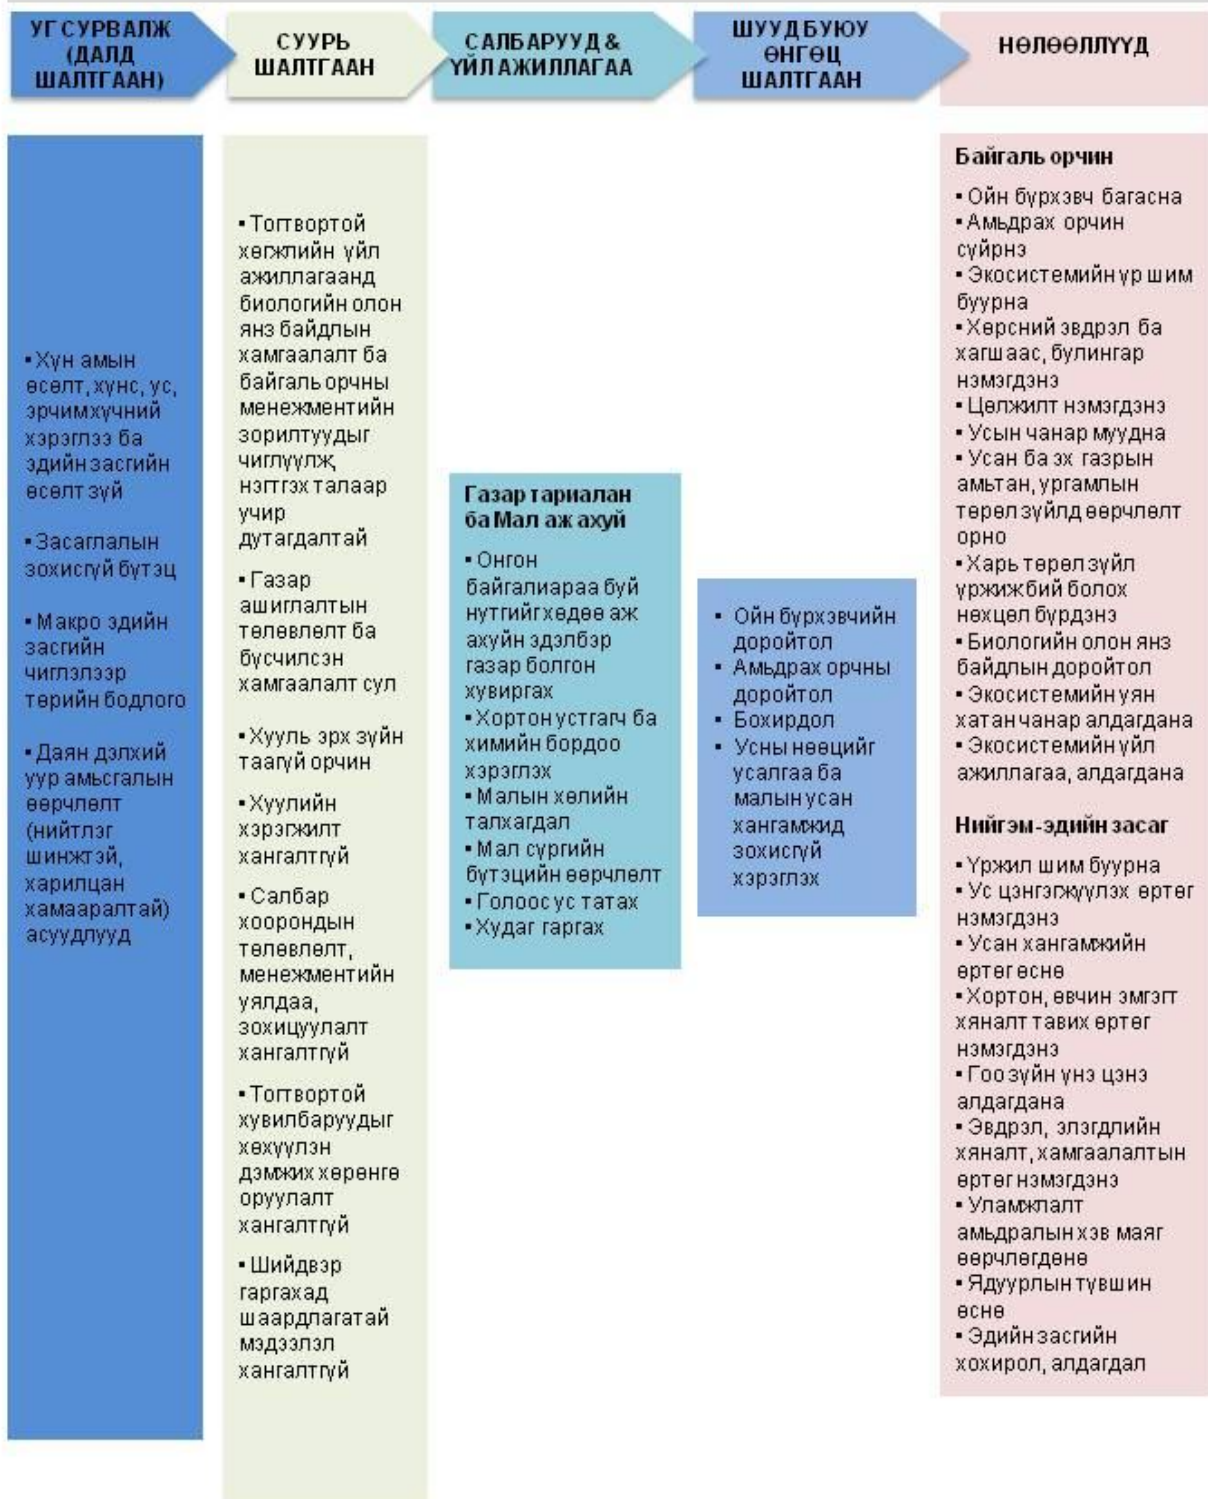 УГ СУРВАЛЖ
(ДАЛД
ШАЛТГААН)
СУУРЬ
ШАЛТГААН
САЛБАРУУД &
ҮЙЛ АЖИЛЛАГАА
ШУУД БУЮУ
ӨНГӨЦ
ШАЛТГААН
НӨЛӨӨЛЛҮҮД
▪ Хүн амын
өсөлт, хүнс, ус,
эрчим хүчний
хэрэглээ ба
эдийн засгийн
өсөлт зүй
▪ Засаглалын
зохисгүй бүтэц
▪ Макро эдийн
засгийн
чиглэлээр
төрийн бодлого
▪ Даян дэлхий
уур амьсгалын
өөрчлөлт
(нийтлэг
шинжтэй,
харилцан
хамааралтай)
асуудлууд
▪ Тогтвортой
хөгжлийн үйл
ажиллагаанд
биологийн олон
янз байдлын
хамгаалалт ба
байгаль орчны
менежментийн
зорилтуудыг
чиглүүлж,
нэгтгэх талаар
учир
дутагдалтай
▪ Газар
ашиглалтын
төлөвлөлт ба
бүсчилсэн
хамгаалалт сул
▪ Хууль эрх зүйн
таагүй орчин
▪ Хуулийн
хэрэгжилт
хангалтгүй
▪ Салбар
хоорондын
төлөвлөлт,
менежментийн
уялдаа,
зохицуулалт
хангалтгүй
▪ Тогтвортой
хувилбаруудыг
хөхүүлэн
дэмжих хөрөнгө
оруулалт
хангалтгүй
▪ Шийдвэр
гаргахад
шаардлагатай
мэдээлэл
хангалтгүй
Газар тариалан
ба Мал аж ахуй
▪ Онгон
байгалиараа буй
нутгийг хөдөө аж
ахуйн эдэлбэр
газар болгон
хувиргах
▪ Хортон устгагч ба
химийн бордоо
хэрэглэх
▪ Малын хөлийн
талхагдал
▪ Мал сүргийн
бүтэцийн өөрчлөлт
▪ Голоос ус татах
▪ Худаг гаргах
▪ Ойн бүрхэвчийн
доройтол
▪ Амьдрах орчны
доройтол
▪ Бохирдол
▪ Усны нөөцийг
усалгаа ба
малын усан
хангамжид
зохисгүй
хэрэглэх
Байгаль орчин
▪ Ойн бүрхэвч багасна
▪ Амьдрах орчин
сүйрнэ
▪ Экосистемийн үр шим
буурна
▪ Хөрсний эвдрэл ба
хагшаас, булингар
нэмэгдэнэ
▪ Цөлжилт нэмэгдэнэ
▪ Усын чанар муудна
▪ Усан ба эх газрын
амьтан, ургамлын
төрөл зүйлд өөрчлөлт
орно
▪ Харь төрөл зүйл
үржиж бий болох
нөхцөл бүрдэнэ
▪ Биологийн олон янз
байдлын доройтол
▪ Экосистемийн уян
хатан чанар алдагдана
▪ Экосистемийн үйл
ажиллагаа, алдагдана
Нийгэм-эдийн засаг
▪ Үржил шим буурна
▪ Ус цэнгэгжүүлэх өртөг
нэмэгдэнэ
▪ Усан хангамжийн
өртөг өснө
▪ Хортон, өвчин эмгэгт
хяналт тавих өртөг
нэмэгдэнэ
▪ Гоо зүйн үнэ цэнэ
алдагдана
▪ Эвдрэл, элэгдлийн
хяналт, хамгаалалтын
өртөг нэмэгдэнэ
▪ Уламжлалт
амьдралын хэв маяг
өөрчлөгдөнө
▪ Ядуурлын түвшин
өснө
▪ Эдийн засгийн
хохирол, алдагдал